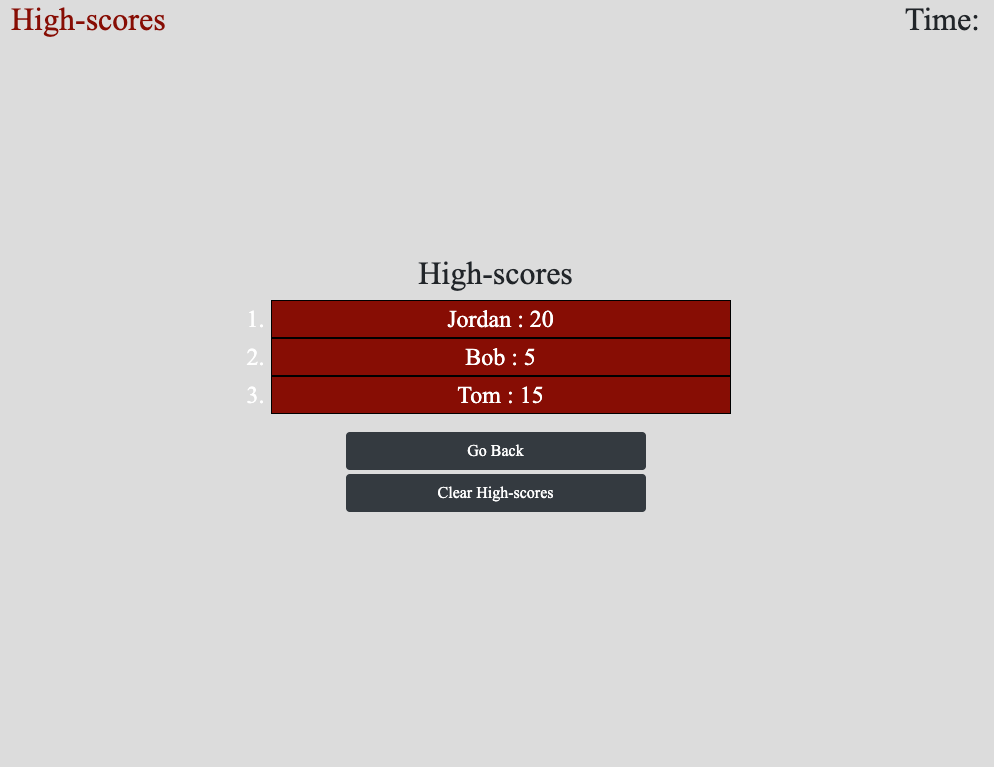 High-scores
Time:
High-scores
1. Jordan : 20
2. Bob : 5
3. Tom : 15
Go Back
Clear High-scores